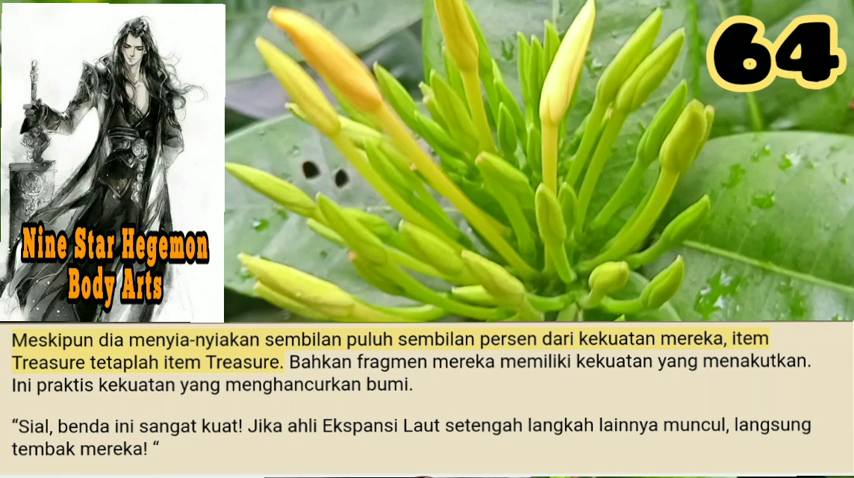 64
Nine Star Hegemon
Body Arts
Meskipun dia menyia-nyiakan sembilan puluh sembilan persen dari kekuatan mereka, item
Treasure tetaplah item Treasure. Bahkan fragmen mereka memiliki kekuatan yang menakutkan.
Ini praktis kekuatan yang menghancurkan bumi.
“Sial, benda ini sangat kuat! Jika ahli Ekspansi Laut setengah langkah lainnya muncul, langsung
tembak mereka! “